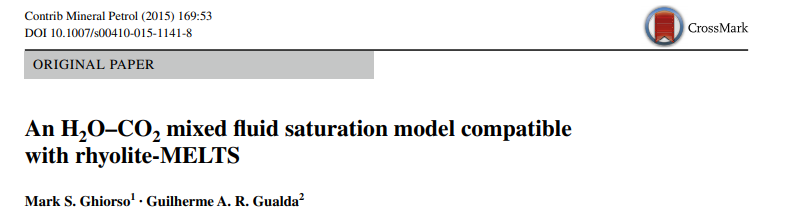 Contrib Mineral Petrol (2015) 169:53
DOI 10.1007/s00410-015-1141-8
CrossMark
ORIGINAL PAPER
An H₂O–CO₂ mixed fluid saturation model compatible
with rhyolite-MELTS
Mark S. Ghiorso¹ · Guilherme A. R. Gualda²